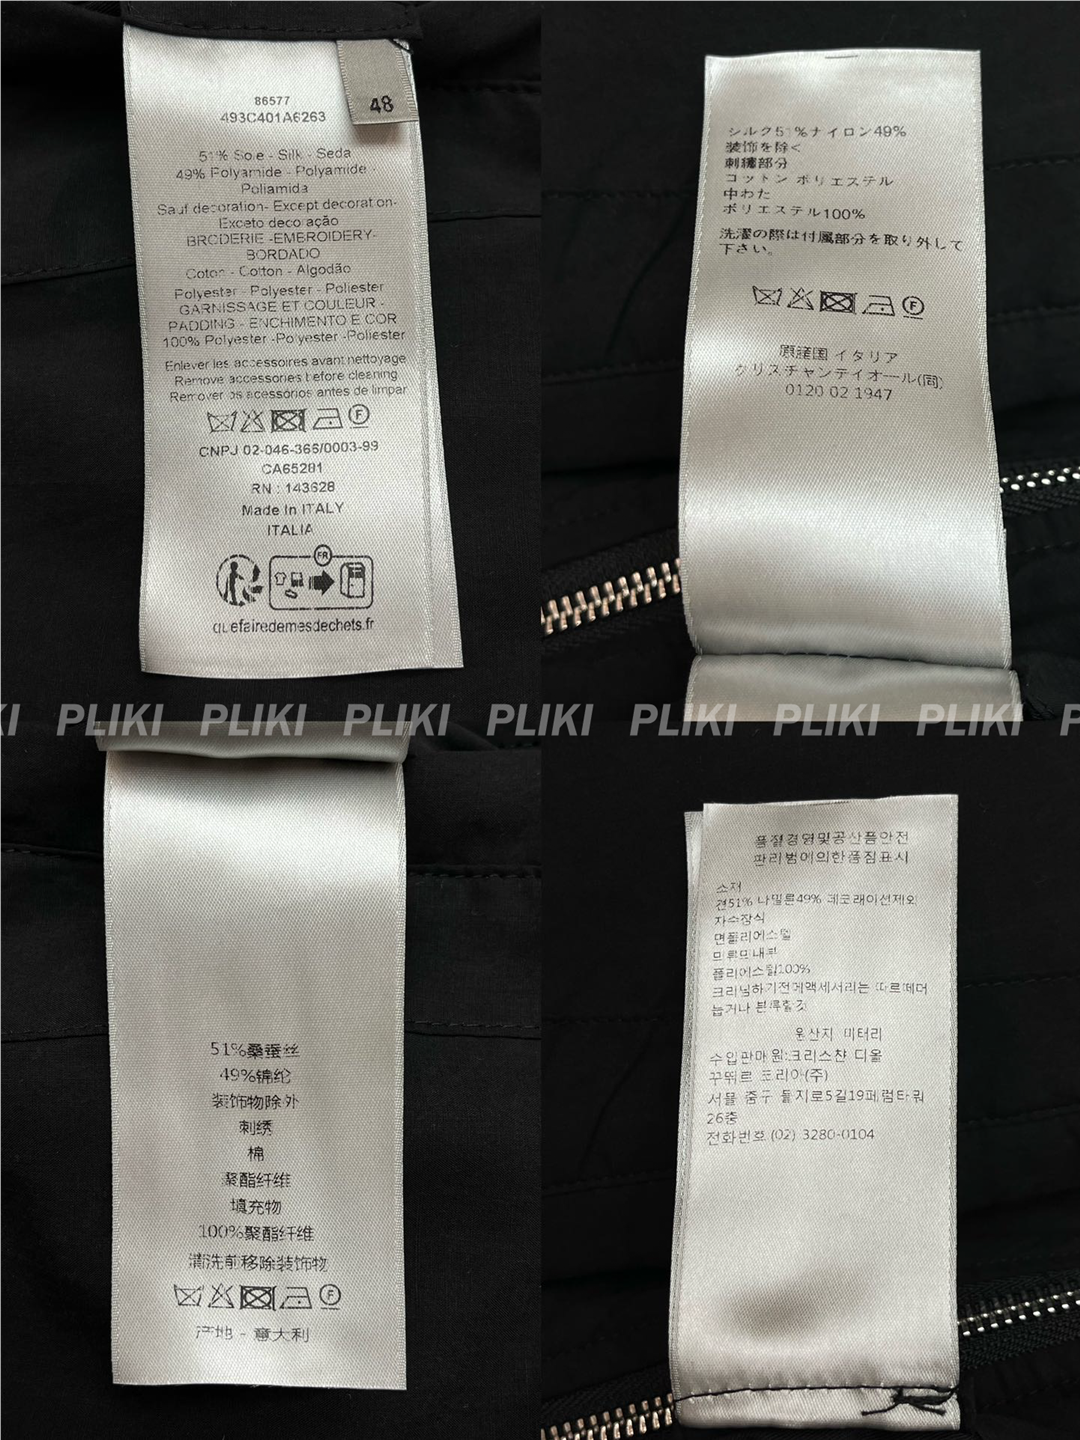 48
86577
493C401A6263
51% Soie - Silk - Seda
49% Polyamide - Polyamide -
Poliamida
Sauf decoration- Except decoration-
Exceto decoração
BRODERIE -EMBROIDERY-
BORDADO
Coton - Cotton - Algodão
Polyester - Polyester - Poliester
GARNISSAGE ET COULEUR -
PADDING - ENCHIMENTO E COR
100% Polyester -Polyester -Poliester
Enlever les accessoires avant nettoyage
Remove accessories before cleaning
Remover os acessorios antes de limpar
F
CNPJ 02-046-366/0003-99
CA65281
RN : 143628
Made In ITALY
ITALIA
FR
quefairedemesdechets.fr
シルク51%ナイロン49%
装飾を除く
刺繍部分
コットン ポリエステル
中わた
ポリエステル100%
洗濯の際は付属部分を取り外して
下さい。
F
原産国 イタリア
クリスチャンディオール(同)
0120 02 1947
PLIKI PLIKI PLIKI PLIKI PLIKI PLIKI PLIKI
51%桑蚕丝
49%锦纶
装饰物除外
刺绣
棉
聚酯纤维
填充物
100%聚酯纤维
清洗前移除装饰物
F
产地 - 意大利
품질경영및공산품안전
관리법에의한품질표시
소재
견51% 나일론49% 데코레이션제외
자수장식
면폴리에스텔
폴리에스텔100%
크리닝하기전에액세서리는 따로떼어
놓거나 분류할것
원산지 이태리
수입판매원:크리스챤 디올
꾸뛰르 코리아(주)
서울 중구 을지로5길19페럼타워
26층
전화번호 (02) 3280-0104